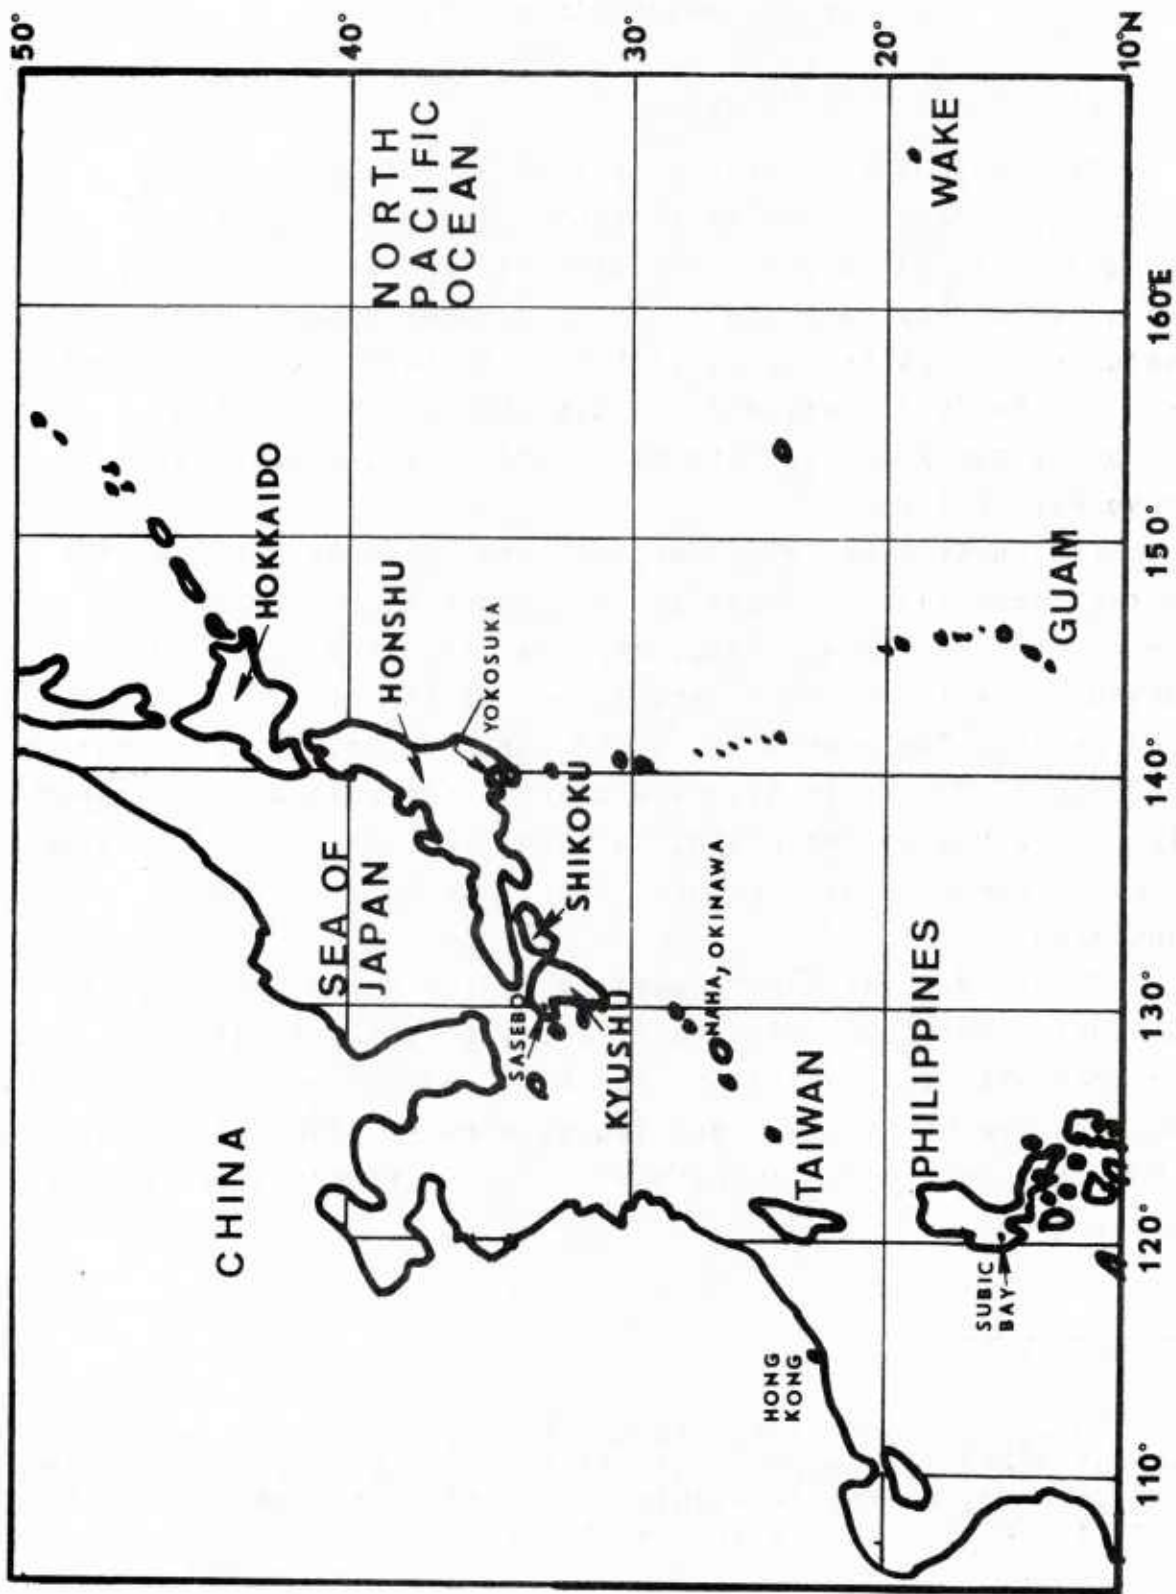 50°
40°
30°
20°
10°N
HOKKAIDO
NORTH
PACIFIC
OCEAN
HONSHU
YOKOSUKA
SEA OF
JAPAN
SHIKOKU
CHINA
SASEBO
KYUSHU
NAHA, OKINAWA
TAIWAN
HONG
KONG
PHILIPPINES
SUBIC
BAY
GUAM
WAKE
110°
120°
130°
140°
150°
160°E